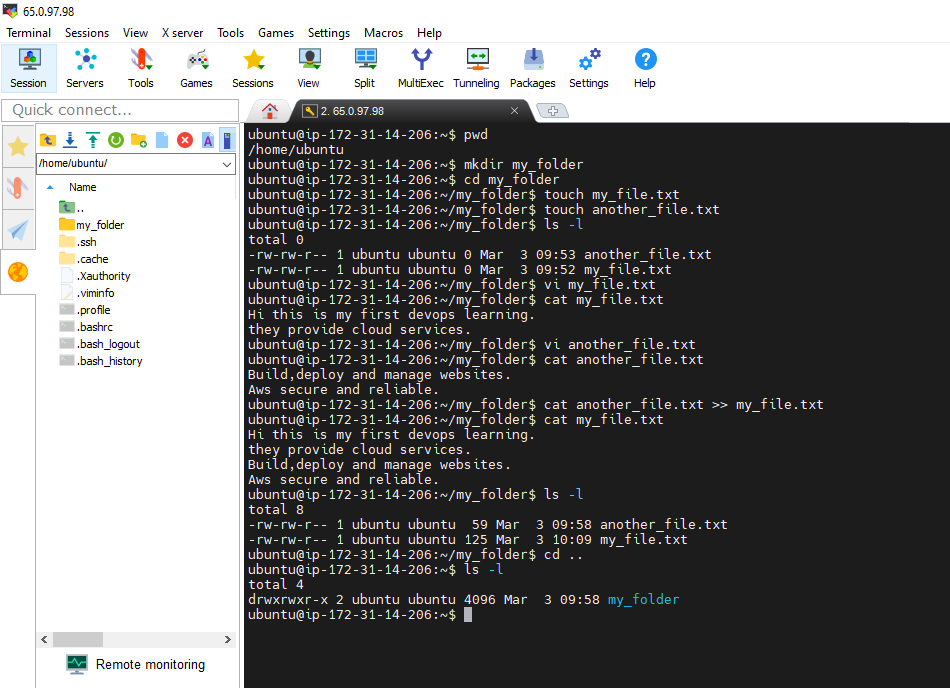 65.0.97.98
Terminal Sessions View X server Tools Games Settings Macros Help
Session Servers Tools Games Sessions View Split MultiExec Tunneling Packages Settings Help
Quick connect...
2. 65.0.97.98
/home/ubuntu/
Name
..
my_folder
.ssh
.cache
.Xauthority
.viminfo
.profile
.bashrc
.bash_logout
.bash_history
Remote monitoring
ubuntu@ip-172-31-14-206:~$ pwd
/home/ubuntu
ubuntu@ip-172-31-14-206:~$ mkdir my_folder
ubuntu@ip-172-31-14-206:~$ cd my_folder
ubuntu@ip-172-31-14-206:~/my_folder$ touch my_file.txt
ubuntu@ip-172-31-14-206:~/my_folder$ touch another_file.txt
ubuntu@ip-172-31-14-206:~/my_folder$ ls -l
total 0
-rw-rw-r-- 1 ubuntu ubuntu 0 Mar  3 09:53 another_file.txt
-rw-rw-r-- 1 ubuntu ubuntu 0 Mar  3 09:52 my_file.txt
ubuntu@ip-172-31-14-206:~/my_folder$ vi my_file.txt
ubuntu@ip-172-31-14-206:~/my_folder$ cat my_file.txt
Hi this is my first devops learning.
they provide cloud services.
ubuntu@ip-172-31-14-206:~/my_folder$ vi another_file.txt
ubuntu@ip-172-31-14-206:~/my_folder$ cat another_file.txt
Build,deploy and manage websites.
Aws secure and reliable.
ubuntu@ip-172-31-14-206:~/my_folder$ cat another_file.txt >> my_file.txt
ubuntu@ip-172-31-14-206:~/my_folder$ cat my_file.txt
Hi this is my first devops learning.
they provide cloud services.
Build,deploy and manage websites.
Aws secure and reliable.
ubuntu@ip-172-31-14-206:~/my_folder$ ls -l
total 8
-rw-rw-r-- 1 ubuntu ubuntu  59 Mar  3 09:58 another_file.txt
-rw-rw-r-- 1 ubuntu ubuntu 125 Mar  3 10:09 my_file.txt
ubuntu@ip-172-31-14-206:~/my_folder$ cd ..
ubuntu@ip-172-31-14-206:~$ ls -l
total 4
drwxrwxr-x 2 ubuntu ubuntu 4096 Mar  3 09:58 my_folder
ubuntu@ip-172-31-14-206:~$